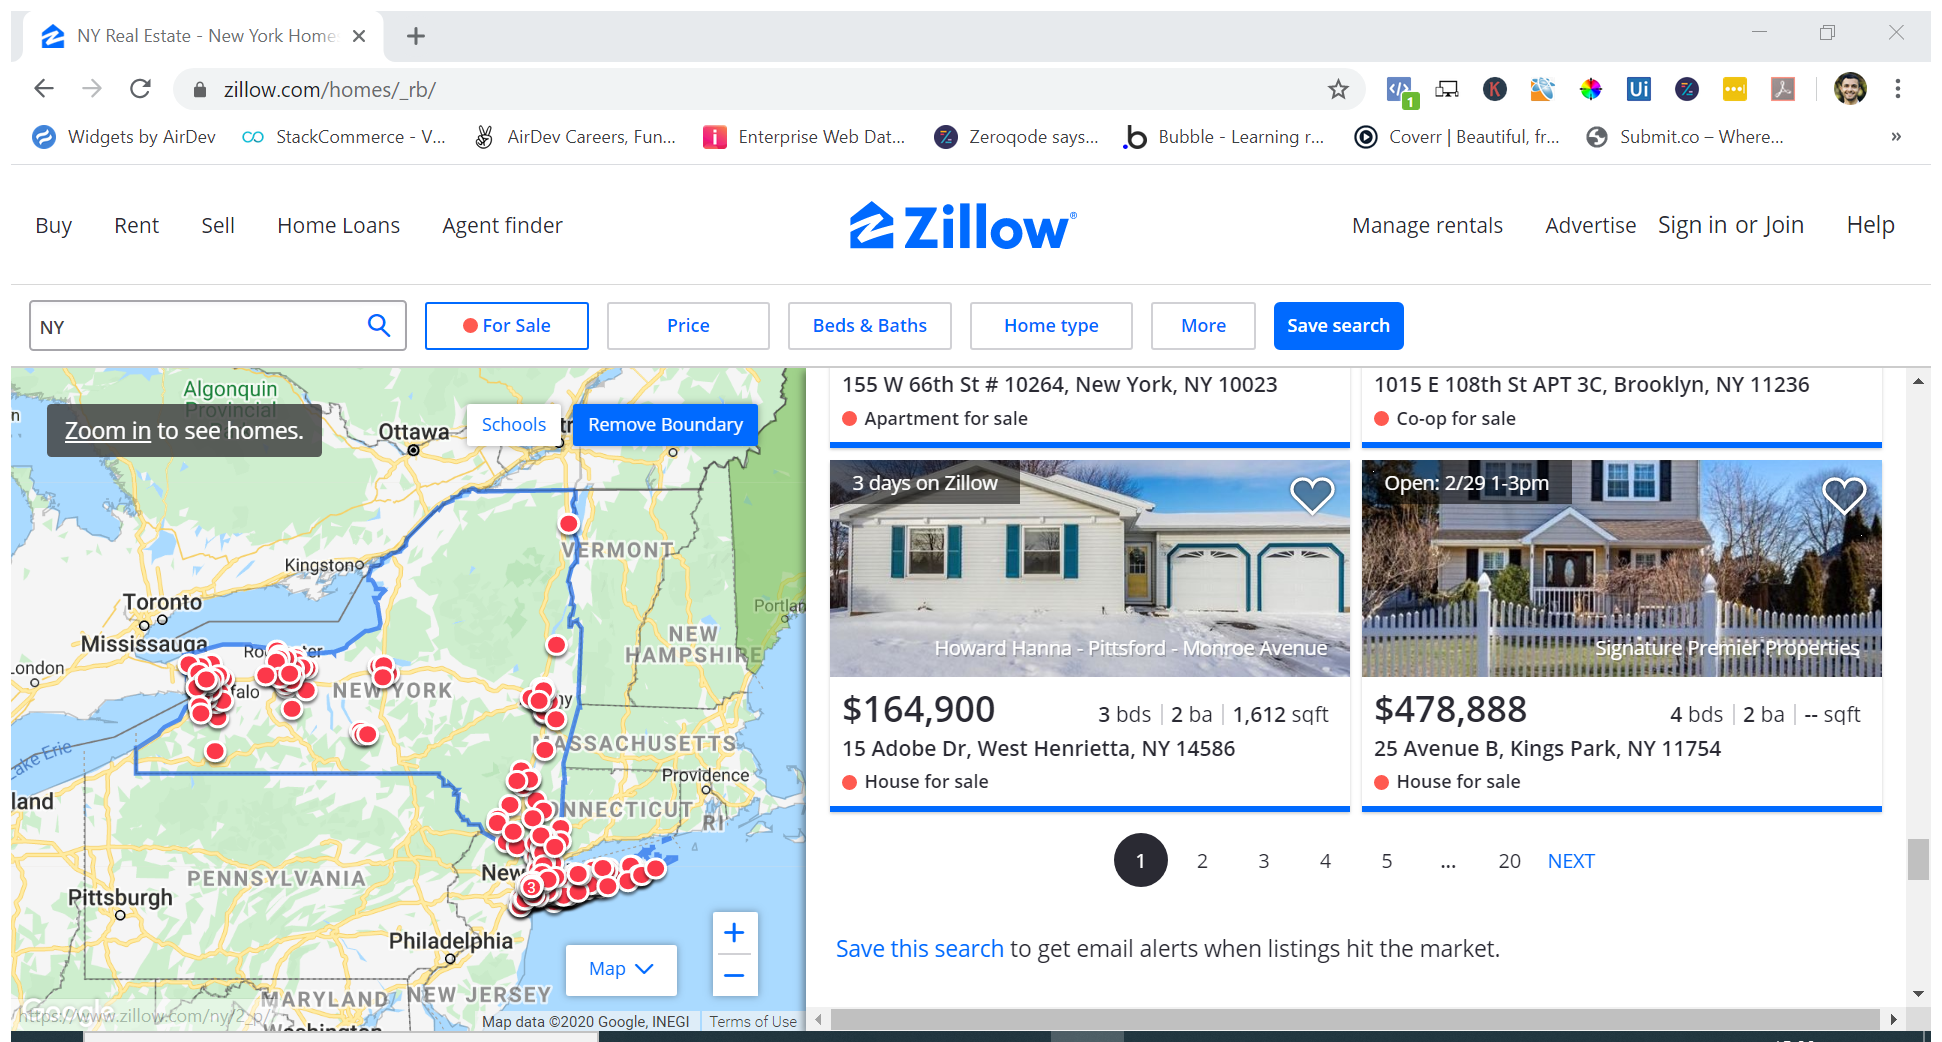 NY Real Estate - New York Home
zillow.com/homes/_rb/
1
K
Ui
Widgets by AirDev
StackCommerce - V...
AirDev Careers, Fun...
Enterprise Web Dat...
Zeroqode says...
Bubble - Learning r...
Coverr | Beautiful, fr...
Submit.co – Where...
»
Buy
Rent
Sell
Home Loans
Agent finder
Zillow®
Manage rentals
Advertise
Sign in or Join
Help
NY
For Sale
Price
Beds & Baths
Home type
More
Save search
Algonquin
Provincial
Zoom in to see homes.
Ottawa
Schools
Remove Boundary
Kingston
VERMONT
Toronto
Portlan
Mississauga
NEW
HAMPSHIRE
London
NEW YORK
falo
Lake Erie
MASSACHUSETTS
Providence
land
NNECTICUT
RI
New
3
PENNSYLVANIA
Pittsburgh
Philadelphia
Map
MARYLAND
NEW JERSEY
Google
https://www.zillow.com/ny/2_p/
Washington
Map data ©2020 Google, INEGI
Terms of Use
155 W 66th St # 10264, New York, NY 10023
Apartment for sale
1015 E 108th St APT 3C, Brooklyn, NY 11236
Co-op for sale
3 days on Zillow
Howard Hanna - Pittsford - Monroe Avenue
$164,900
3 bds | 2 ba | 1,612 sqft
15 Adobe Dr, West Henrietta, NY 14586
House for sale
Open: 2/29 1-3pm
Signature Premier Properties
$478,888
4 bds | 2 ba | -- sqft
25 Avenue B, Kings Park, NY 11754
House for sale
1 2 3 4 5 ... 20 NEXT
Save this search to get email alerts when listings hit the market.